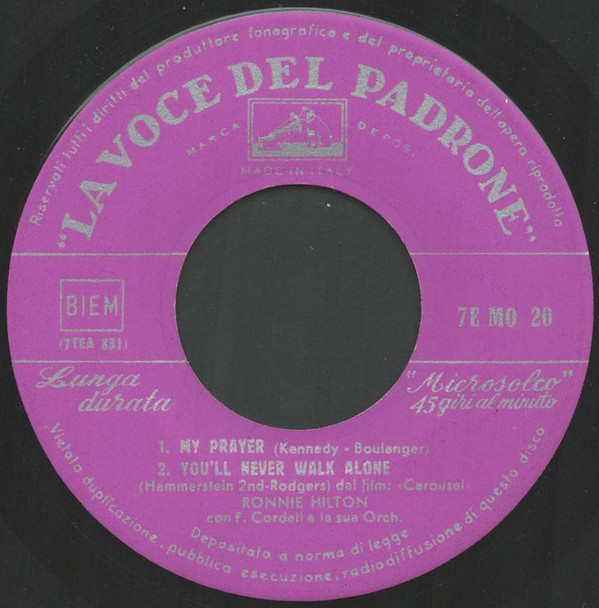 Riservati tutti i diritti del produttore fonografico e del proprietario dell'opera riprodotta
"LA VOCE DEL PADRONE"
MARCA DEPOS.
MADE IN ITALY
BIEM
(7TEA 331)
7E MO 20
Lunga
durata
"Microsolco"
45 giri al minuto
1. MY PRAYER (Kennedy - Boulanger)
2. YOU'LL NEVER WALK ALONE
(Hammerstein 2nd-Rodgers) dal film: «Carousel»
RONNIE HILTON
con F. Cordell e la sua Orch.
Depositato a norma di legge
Vietata duplicazione, pubblica esecuzione, radiodiffusione di questo disco